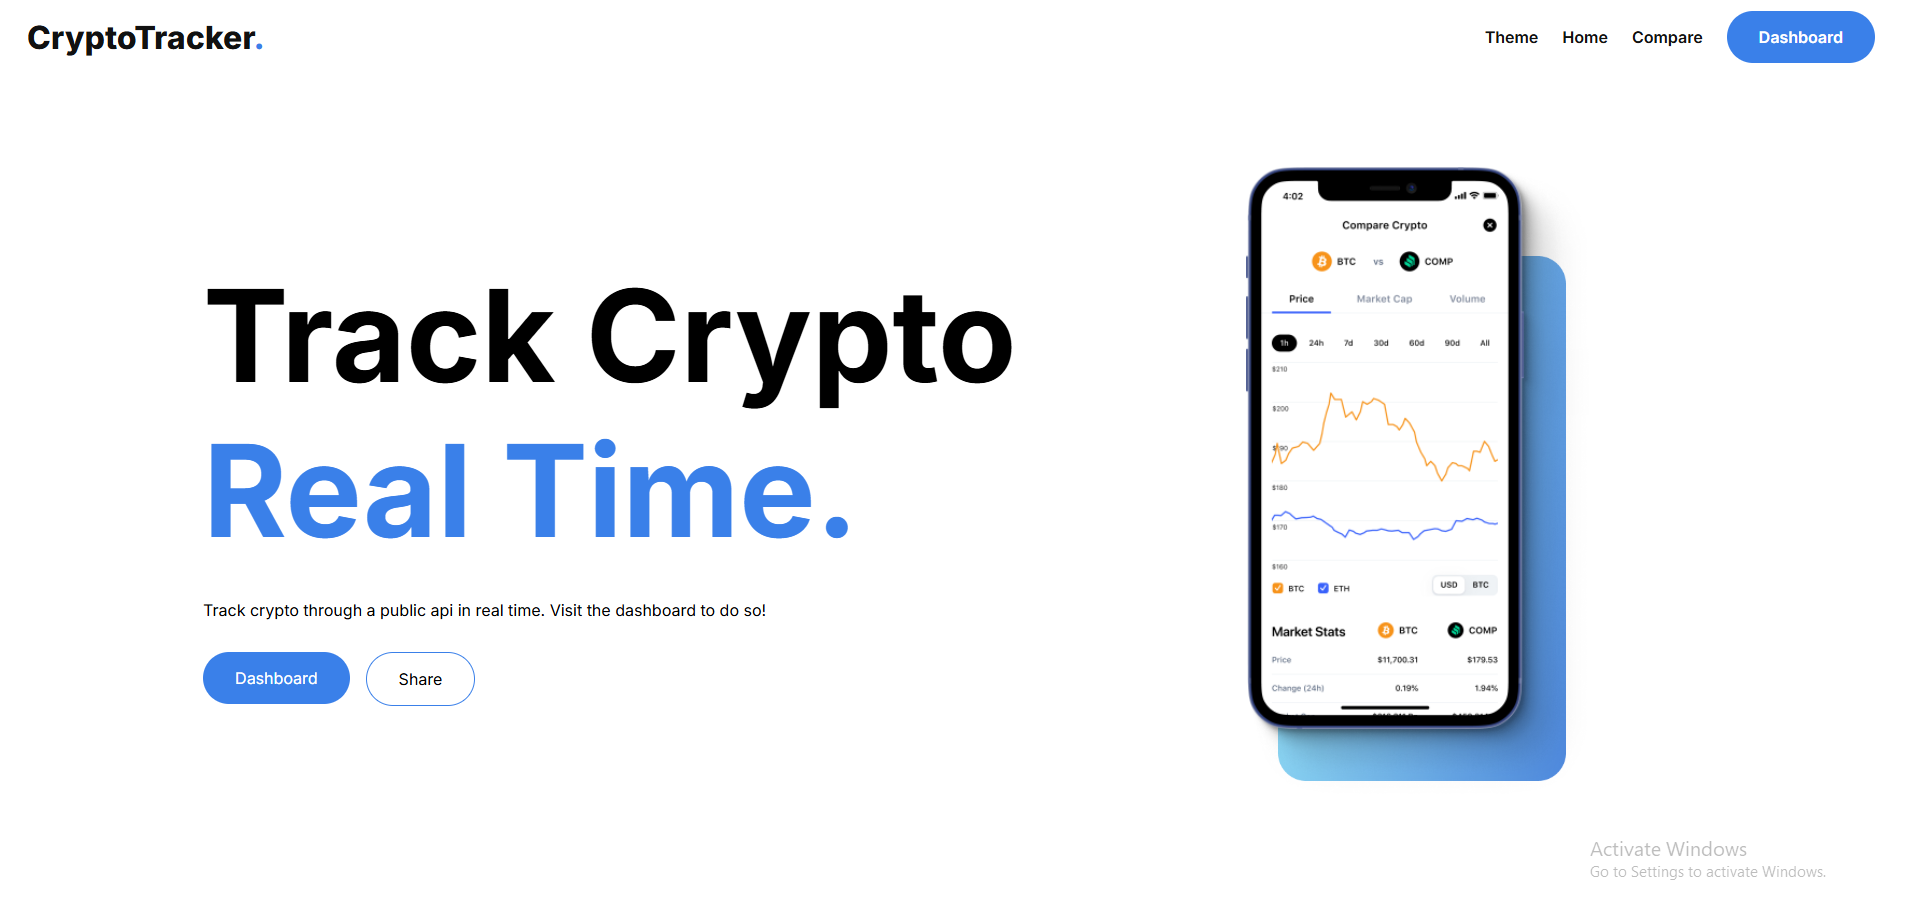 CryptoTracker.
Theme Home Compare Dashboard
Track Crypto
Real Time.
Track crypto through a public api in real time. Visit the dashboard to do so!
Dashboard Share
4:02
Compare Crypto
BTC vs COMP
Price Market Cap Volume
1h 24h 7d 30d 60d 90d All
$210
$200
$190
$180
$170
$160
BTC ETH USD BTC
Market Stats BTC COMP
Price $11,700.31 $179.53
Change (24h) 0.19% 1.94%
Activate Windows
Go to Settings to activate Windows.